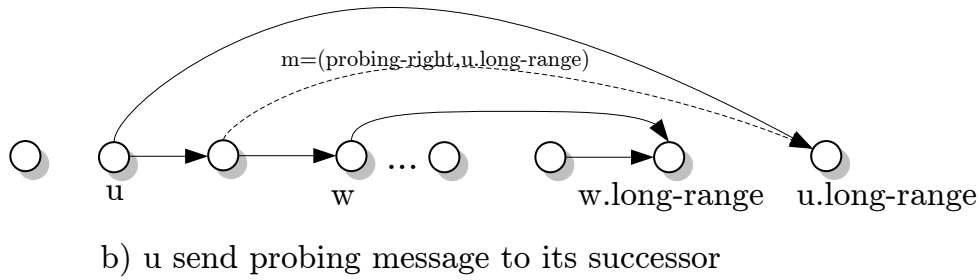 m=(probing-right,u.long-range)
...
u
w
w.long-range
u.long-range
b) u send probing message to its successor